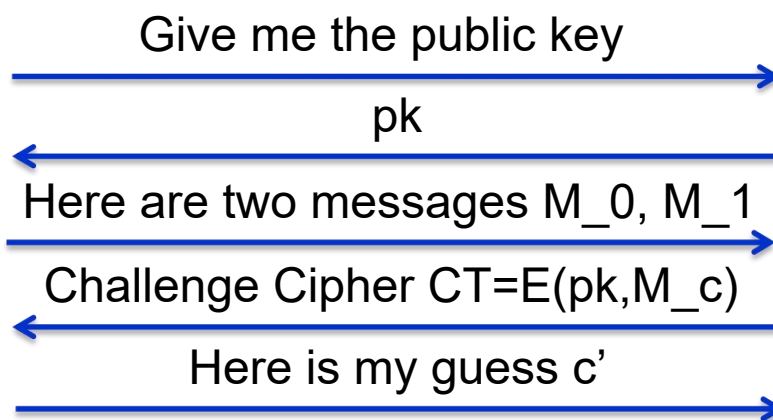 Give me the public key
pk
Here are two messages M_0, M_1
Challenge Cipher CT=E(pk,M_c)
Here is my guess c’